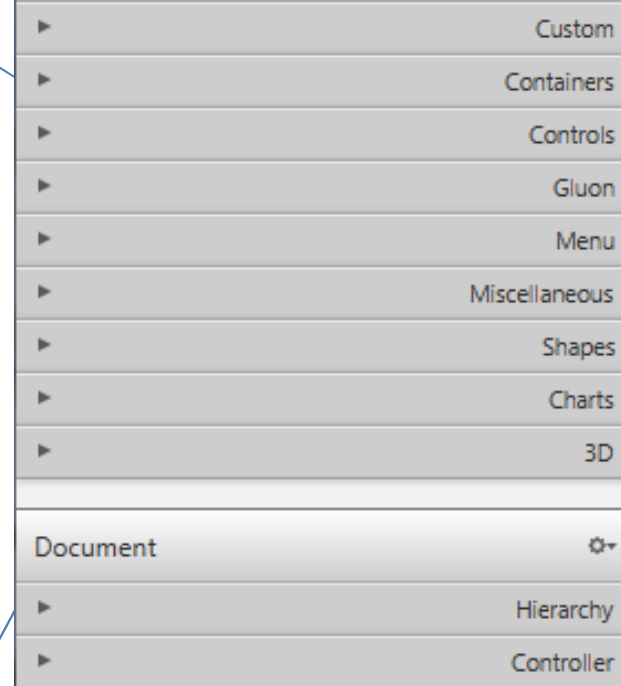 Custom
Containers
Controls
Gluon
Menu
Miscellaneous
Shapes
Charts
3D
Document
Hierarchy
Controller